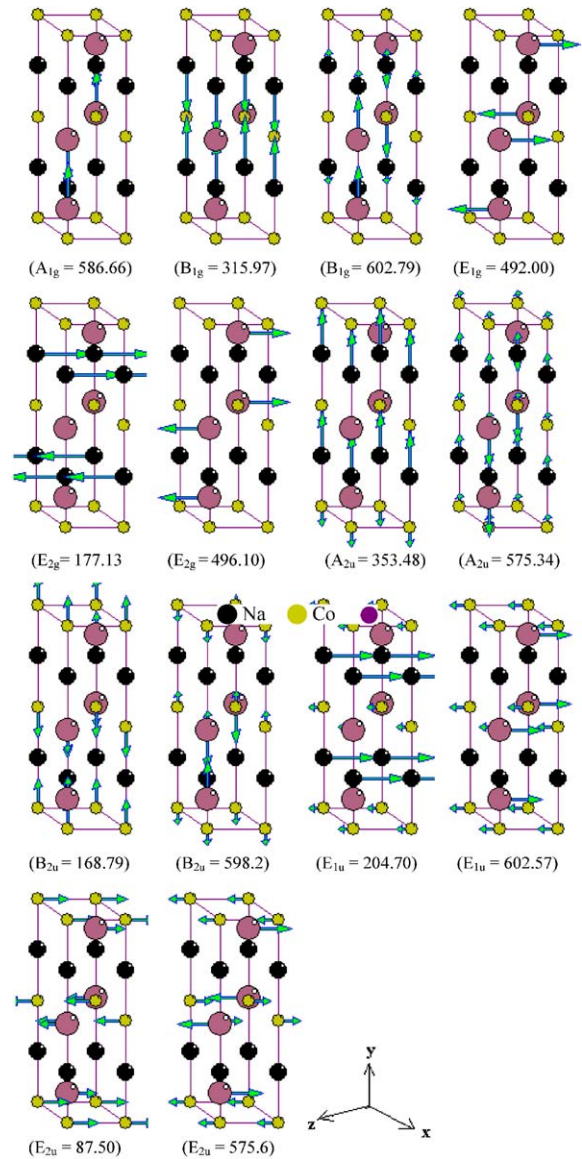 (A1g = 586.66) (B1g = 315.97) (B1g = 602.79) (E1g = 492.00)
(E2g= 177.13 (E2g = 496.10) (A2u = 353.48) (A2u = 575.34)
Na Co
(B2u = 168.79) (B2u = 598.2) (E1u = 204.70) (E1u = 602.57)
y
z x
(E2u = 87.50) (E2u = 575.6)